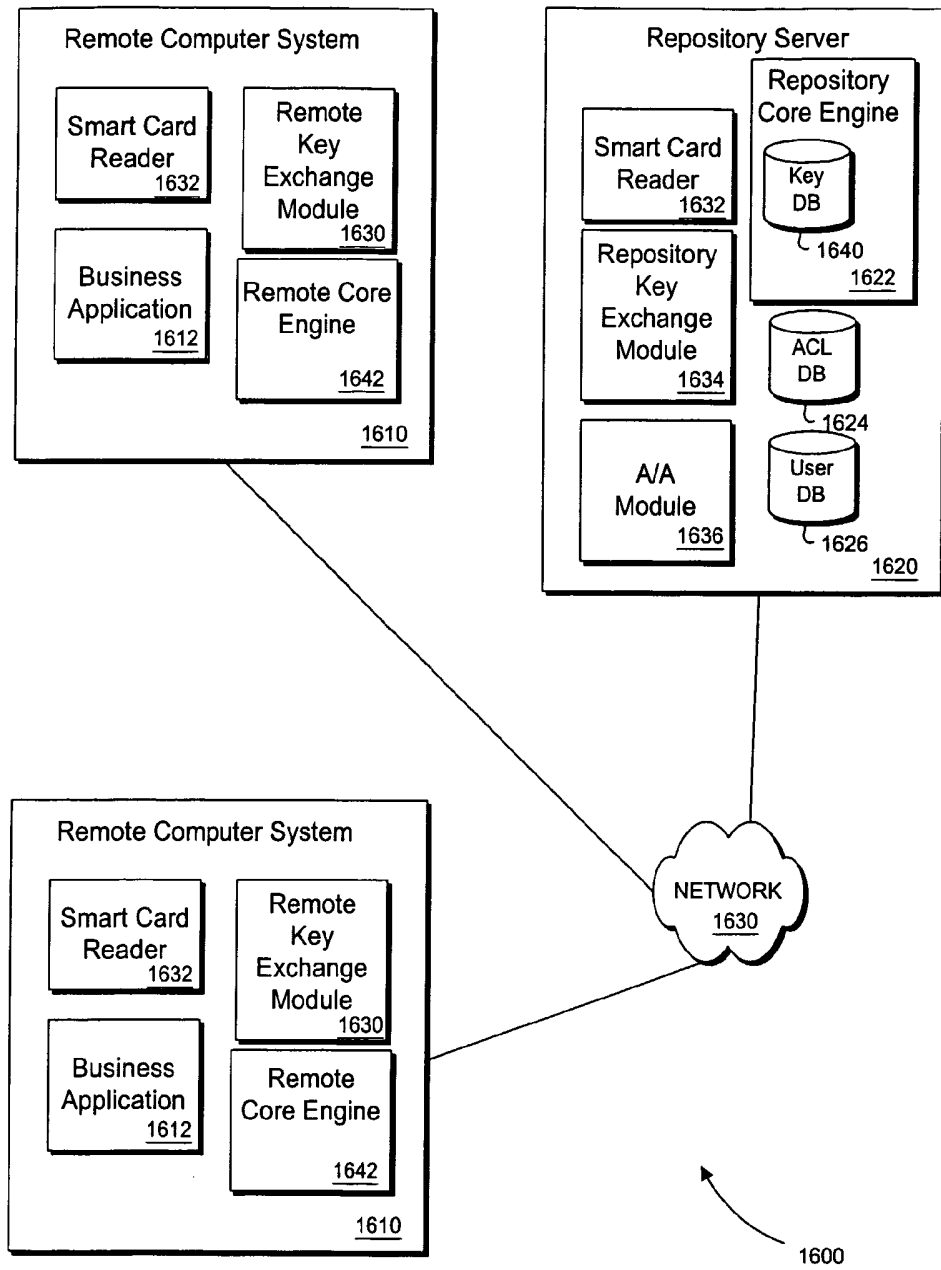 Remote Computer System
Smart Card
Reader
1632
Remote
Key
Exchange
Module
1630
Business
Application
1612
Remote Core
Engine
1642
1610
Repository Server
Smart Card
Reader
1632
Repository
Core Engine
Key
DB
1640
1622
Repository
Key
Exchange
Module
1634
ACL
DB
1624
A/A
Module
1636
User
DB
1626
1620
Remote Computer System
Smart Card
Reader
1632
Remote
Key
Exchange
Module
1630
Business
Application
1612
Remote
Core Engine
1642
1610
NETWORK
1630
1600